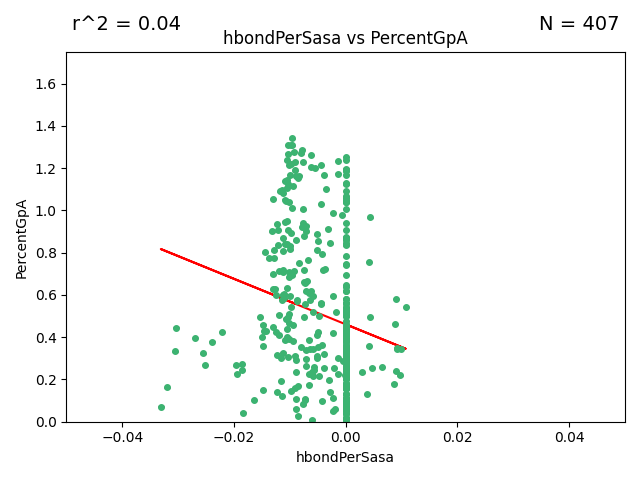 r^2 = 0.04
N = 407
hbondPerSasa vs PercentGpA
1.6
1.4
1.2
1.0
0.8
0.6
0.4
0.2
0.0
PercentGpA
−0.04
−0.02
0.00
0.02
0.04
hbondPerSasa